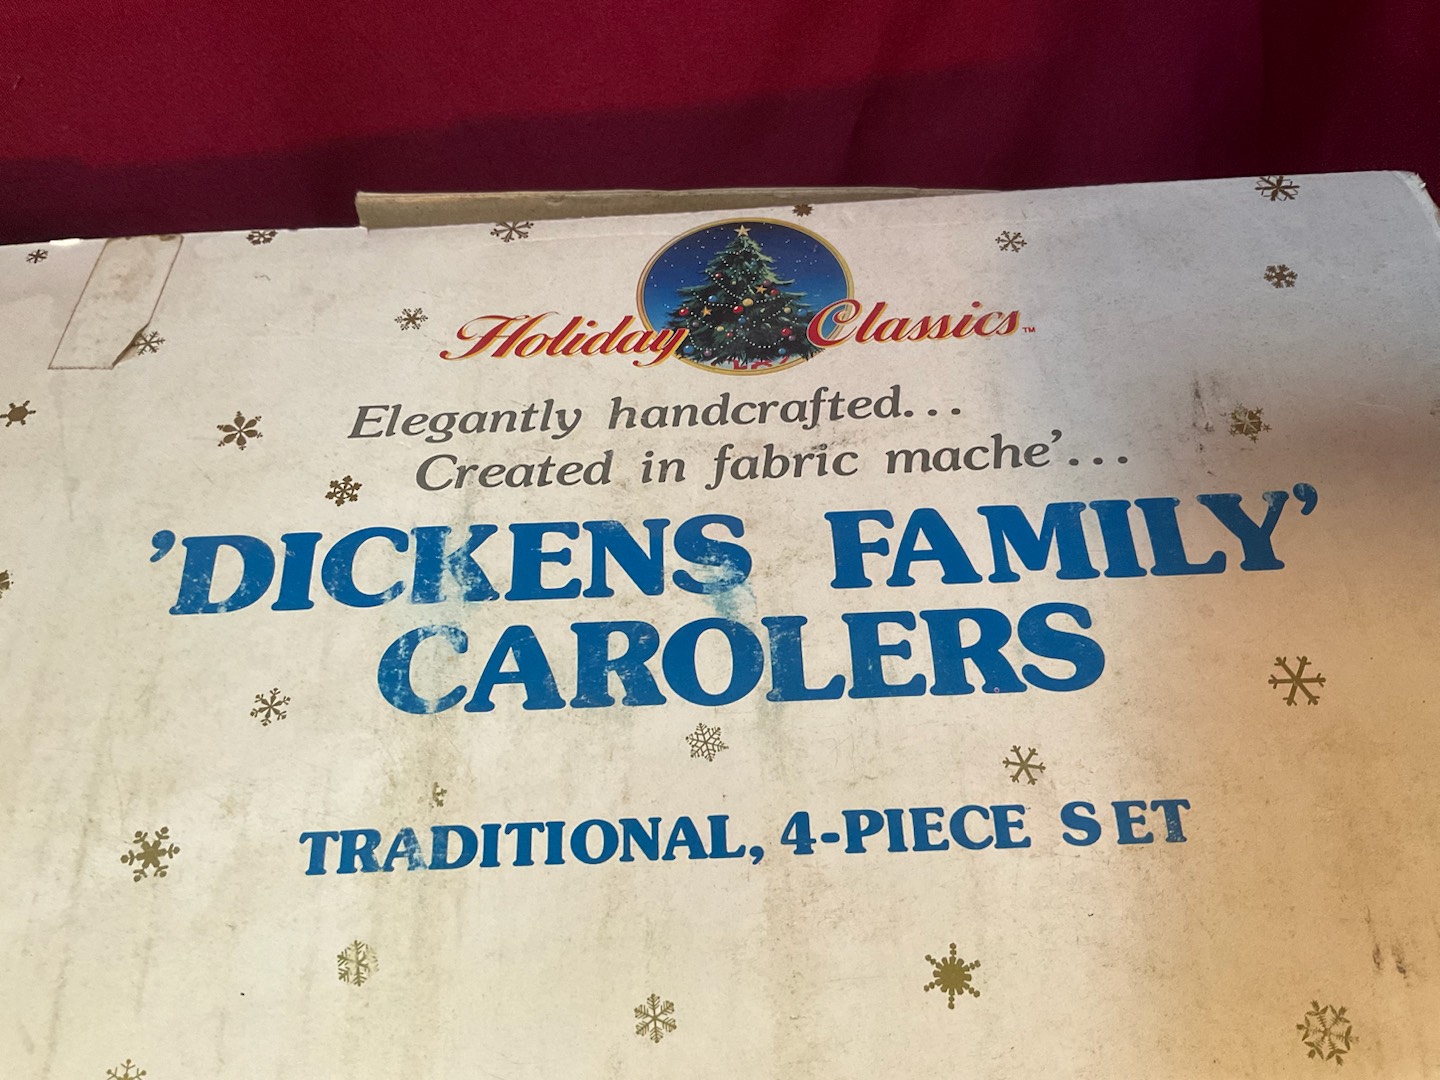 Holiday Classics™
Elegantly handcrafted...
Created in fabric mache'...
'DICKENS FAMILY'
CAROLERS
TRADITIONAL, 4-PIECE SET